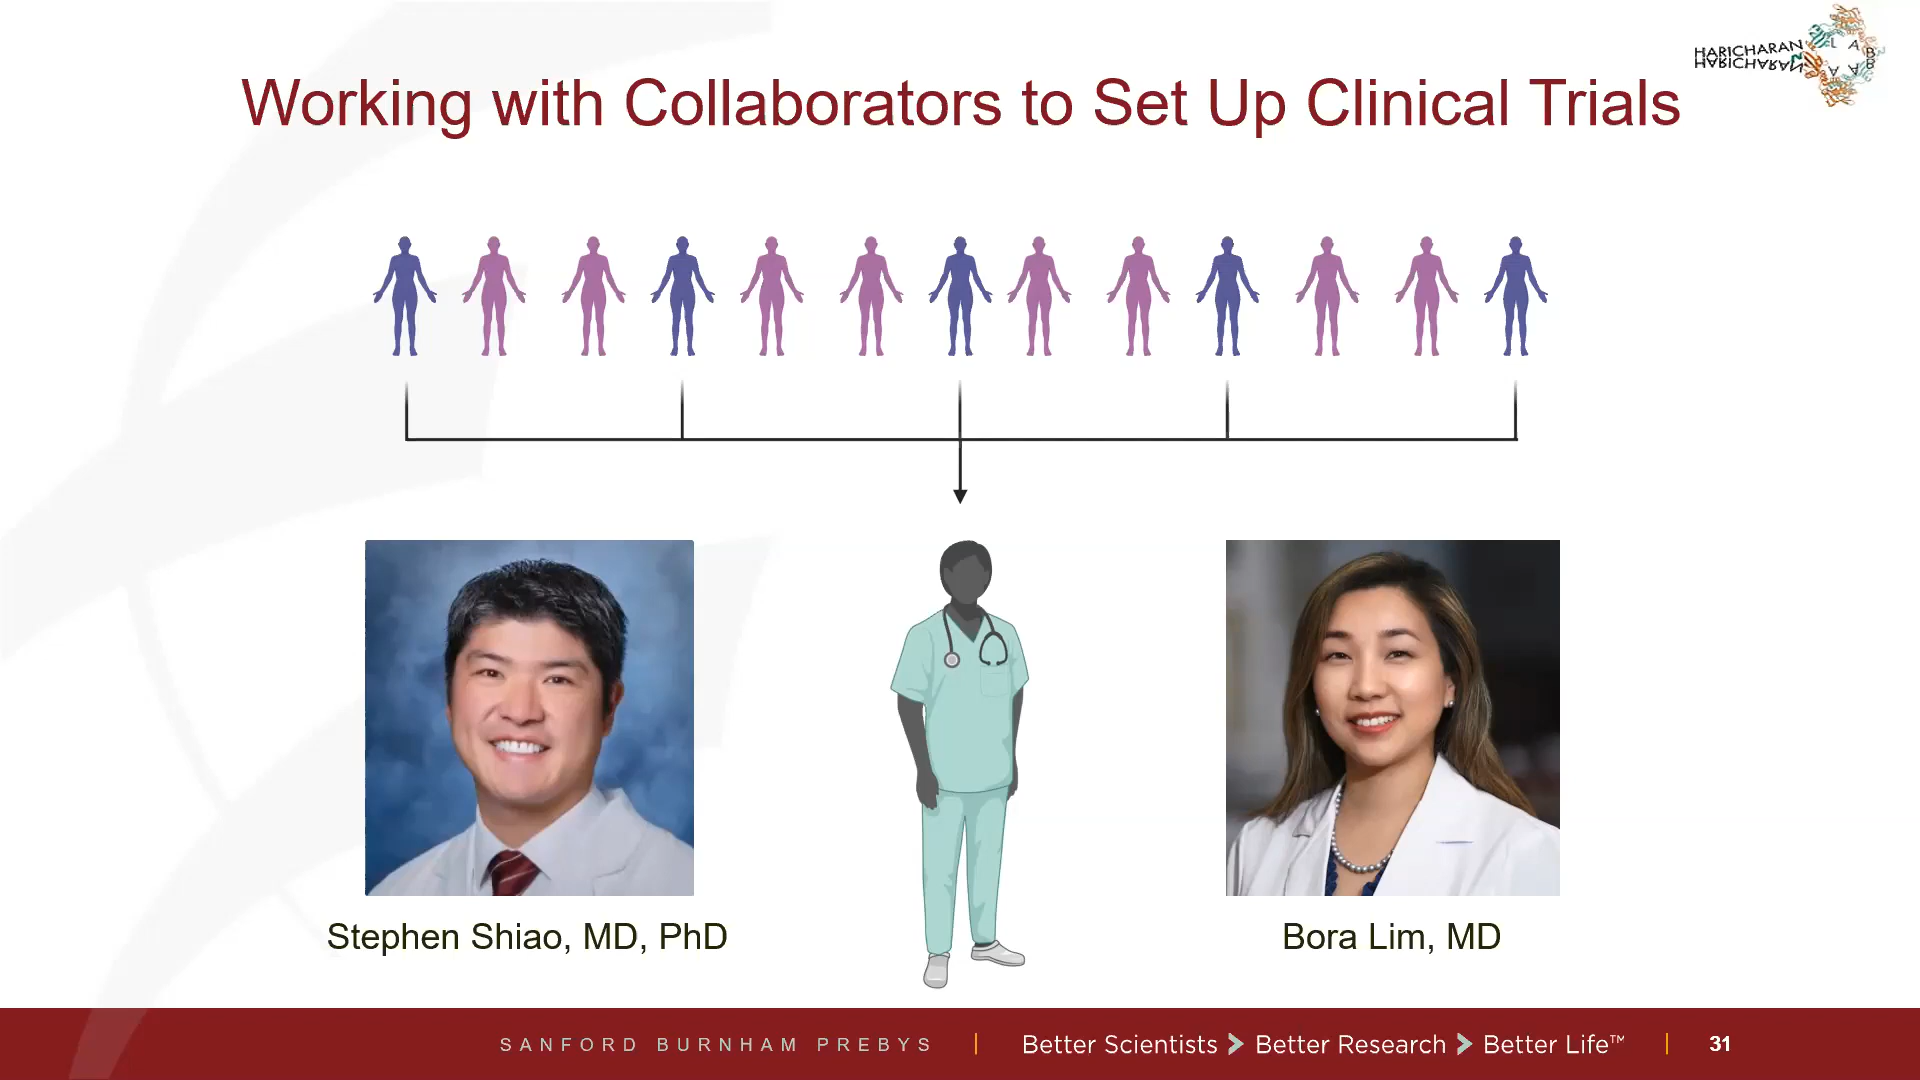 Working with Collaborators to Set Up Clinical Trials
HARICHARAN
LAB
Stephen Shiao, MD, PhD
Bora Lim, MD
SANFORD BURNHAM PREBYS
Better Scientists > Better Research > Better Life™
31